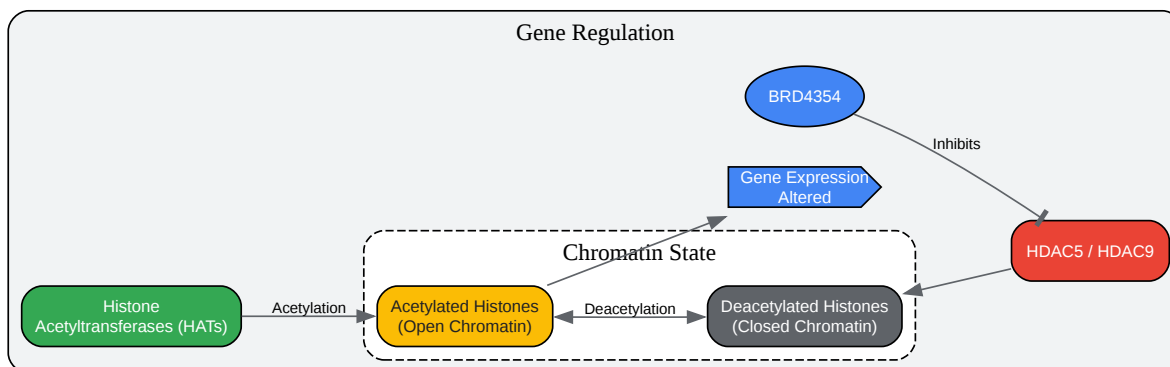 Gene Regulation
BRD4354
Inhibits
Gene Expression
Altered
HDAC5 / HDAC9
Chromatin State
Histone
Acetyltransferases (HATs)
Acetylation
Acetylated Histones
(Open Chromatin)
Deacetylation
Deacetylated Histones
(Closed Chromatin)